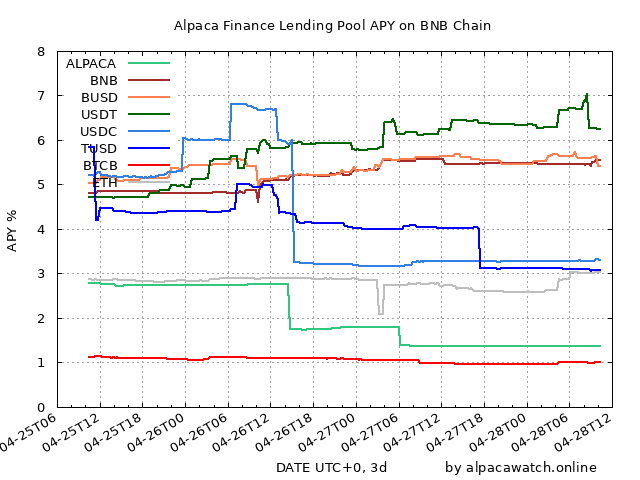 Alpaca Finance Lending Pool APY on BNB Chain
APY %
8
7
6
5
4
3
2
1
0
ALPACA
BNB
BUSD
USDT
USDC
TUSD
BTCB
ETH
04-25T06
04-25T12
04-25T18
04-26T00
04-26T06
04-26T12
04-26T18
04-27T00
04-27T06
04-27T12
04-27T18
04-28T00
04-28T06
04-28T12
DATE UTC+0, 3d
by alpacawatch.online